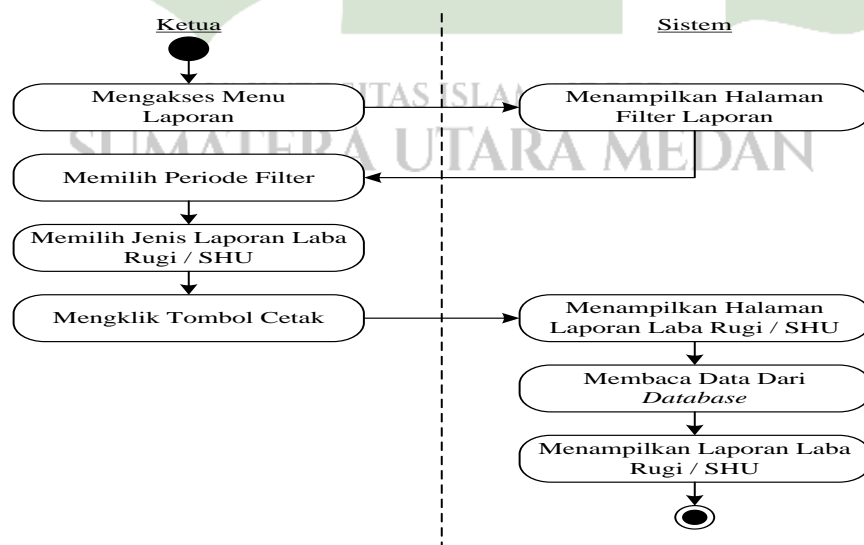 Ketua
Sistem
Mengakses Menu
Laporan
Menampilkan Halaman
Filter Laporan
SUMATERA UTARA MEDAN
Memilih Periode Filter
Memilih Jenis Laporan Laba
Rugi / SHU
Mengklik Tombol Cetak
Menampilkan Halaman
Laporan Laba Rugi / SHU
Membaca Data Dari
Database
Menampilkan Laporan Laba
Rugi / SHU